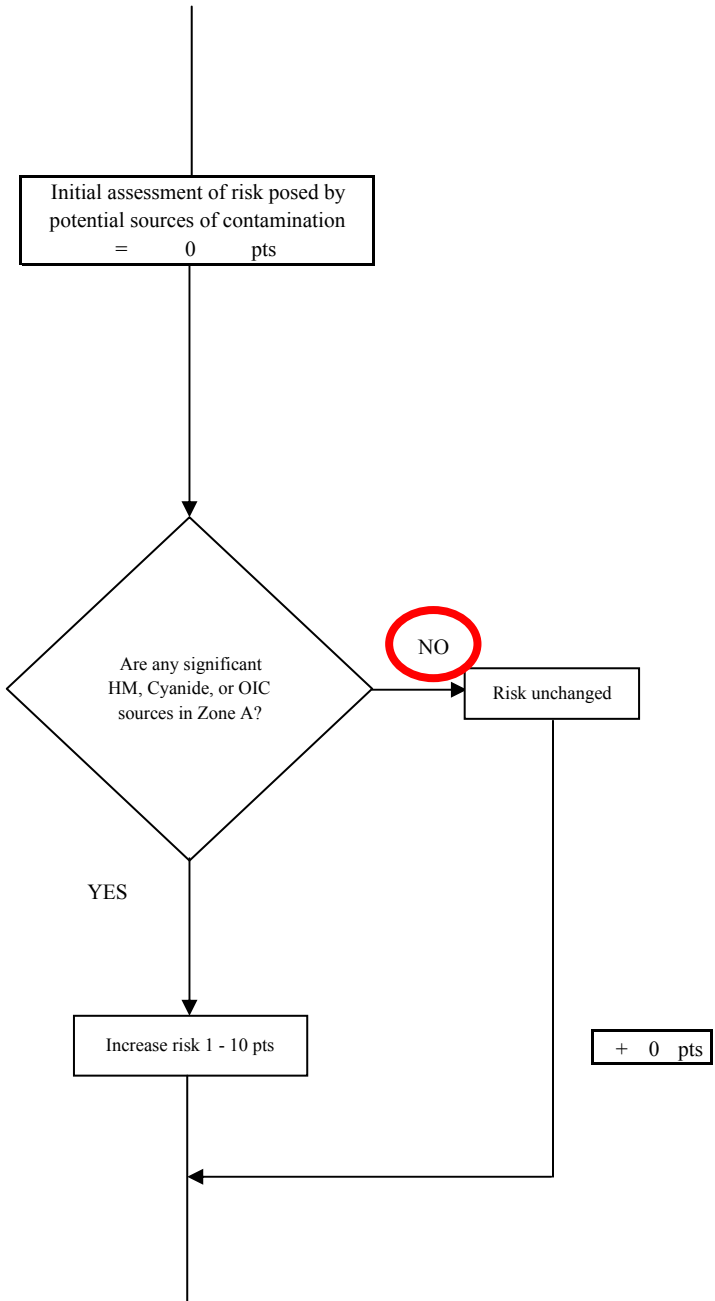 Initial assessment of risk posed by
potential sources of contamination
= 0 pts
Are any significant
HM, Cyanide, or OIC
sources in Zone A?
NO
Risk unchanged
YES
Increase risk 1 - 10 pts
+ 0 pts